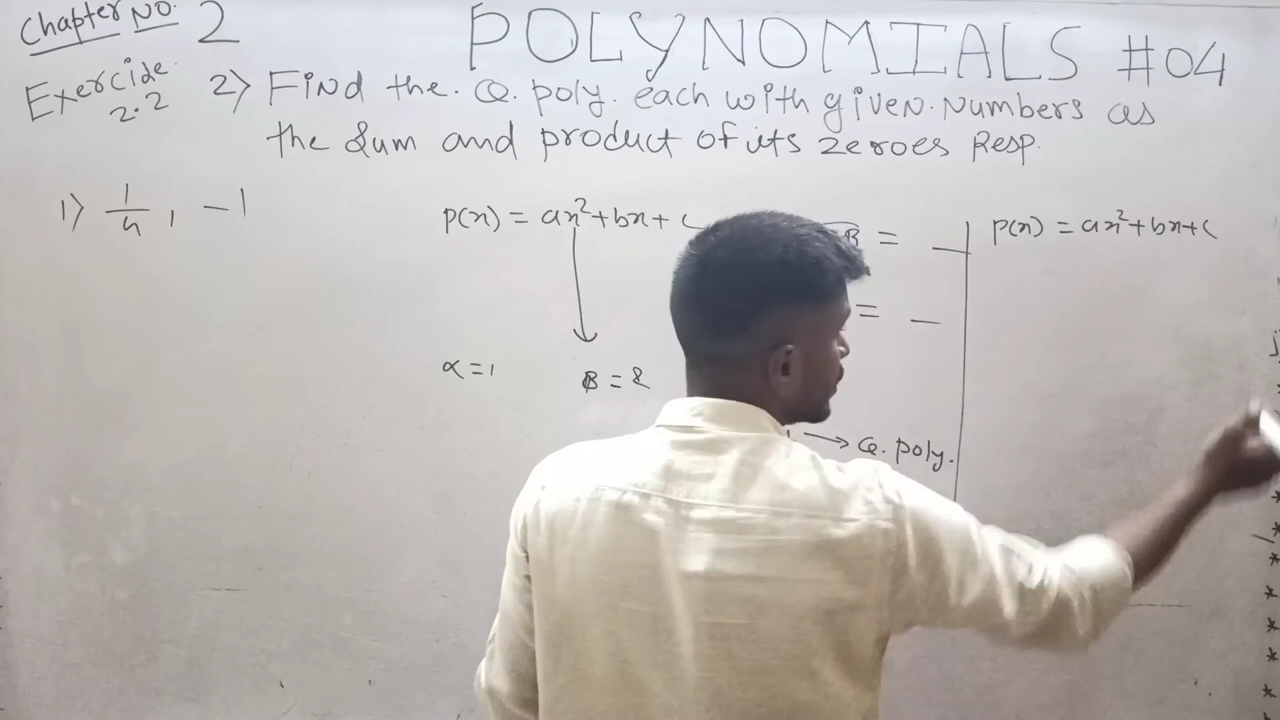 Chapter No. 2
POLYNOMIALS #04
Exercide 2.2
2) Find the. Q. poly. each with given. Numbers as
the Sum and product of its zeroes Resp.
1) 1/4, -1
p(x) = ax²+bx+c
B = _
p(x) = ax²+bx+c
= _
α = 1
β = 2
→ Q. poly.